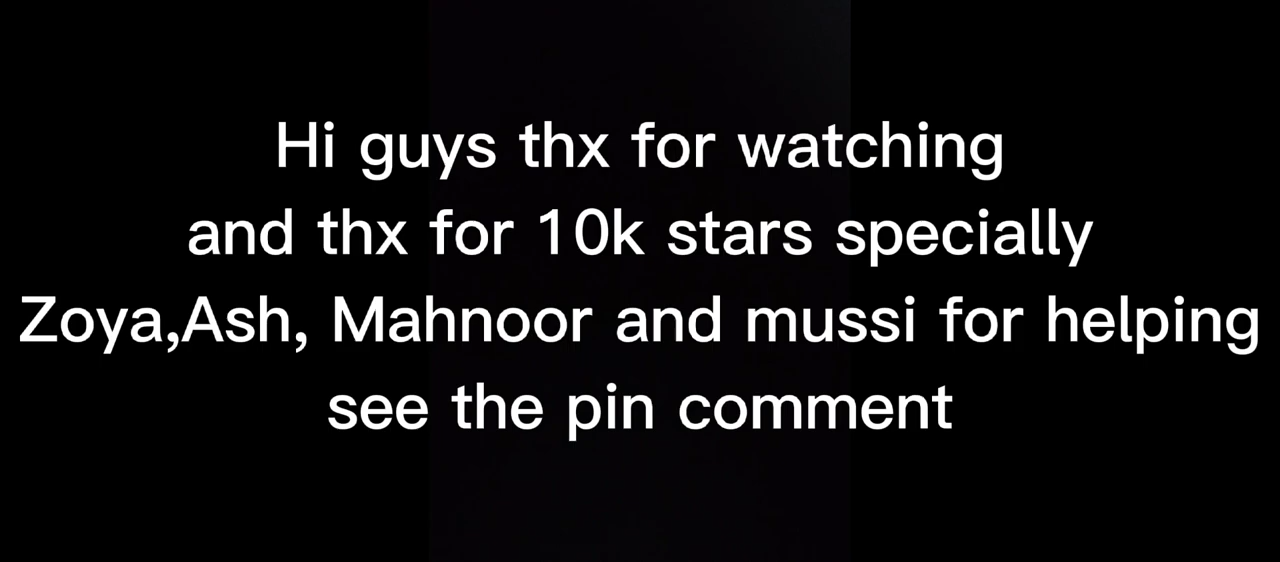 Hi guys thx for watching
and thx for 10k stars specially
Zoya,Ash, Mahnoor and mussi for helping
see the pin comment